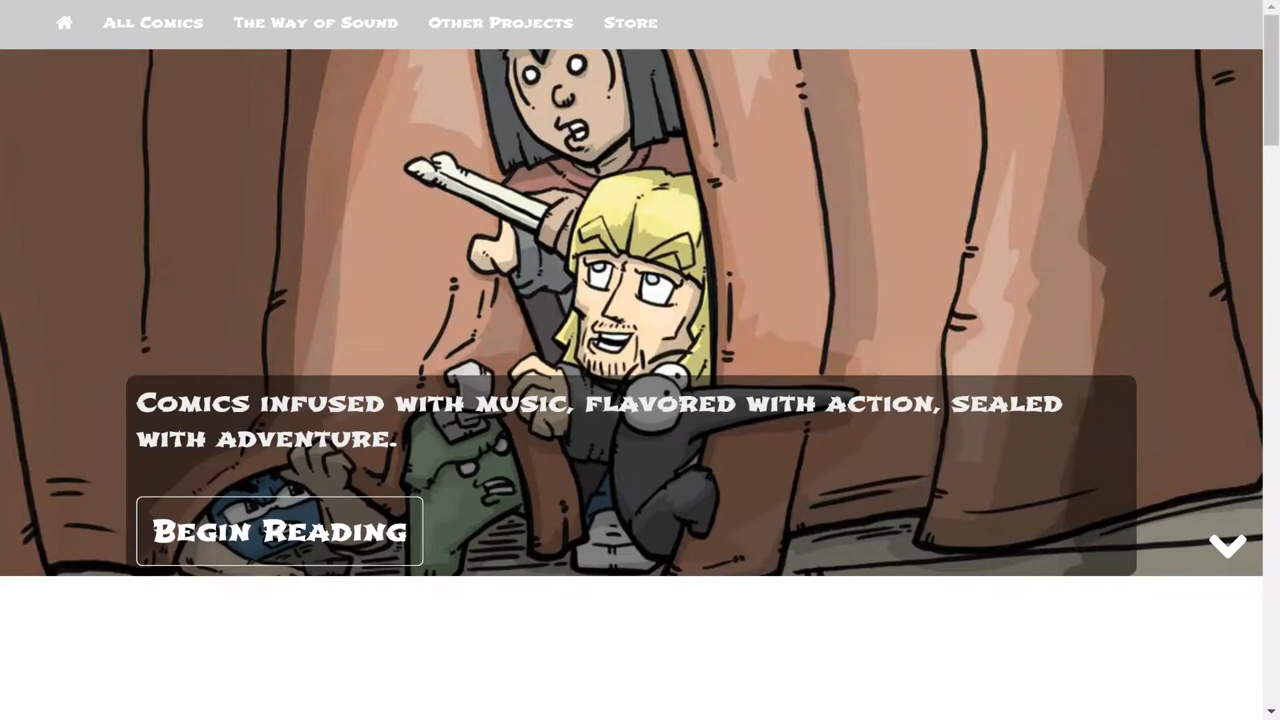 All Comics
The Way of Sound
Other Projects
Store
Comics infused with music, flavored with action, sealed
with adventure.
Begin Reading